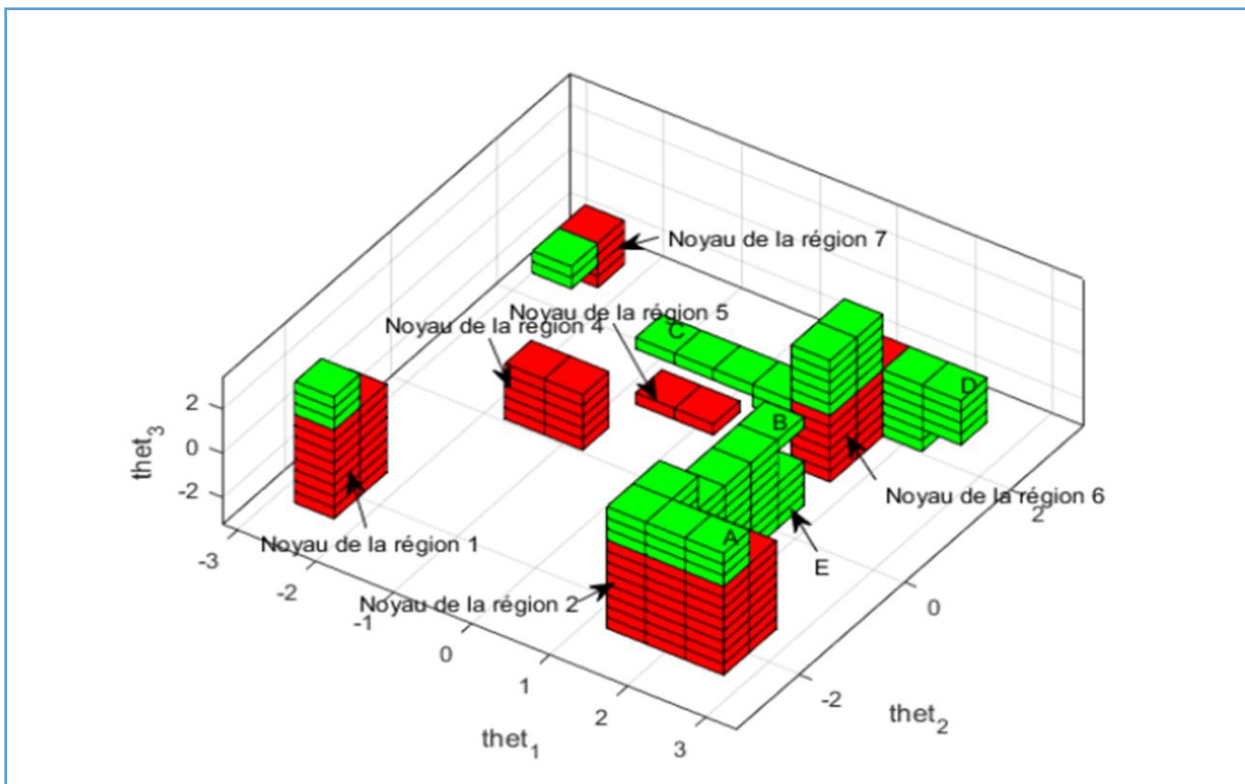 Noyau de la région 7
Noyau de la région 5
Noyau de la région 4
C
D
2
B
thet3
0
-2
Noyau de la région 6
2
A
Noyau de la région 1
-3
E
-2
Noyau de la région 2
0
-1
0
1
-2
2
thet2
thet1
3